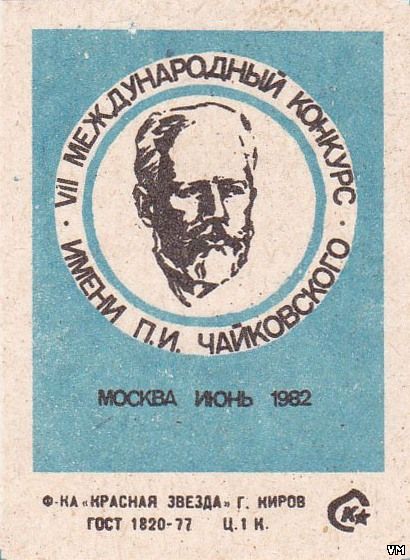 VII МЕЖДУНАРОДНЫЙ КОНКУРС
ИМЕНИ П.И. ЧАЙКОВСКОГО
МОСКВА ИЮНЬ 1982
Ф-КА «КРАСНАЯ ЗВЕЗДА» Г. КИРОВ
ГОСТ 1820-77 Ц.1 К.
К
VM